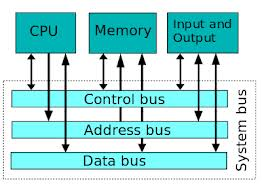 CPU
Memory
Input and
Output
Control bus
Address bus
Data bus
System bus